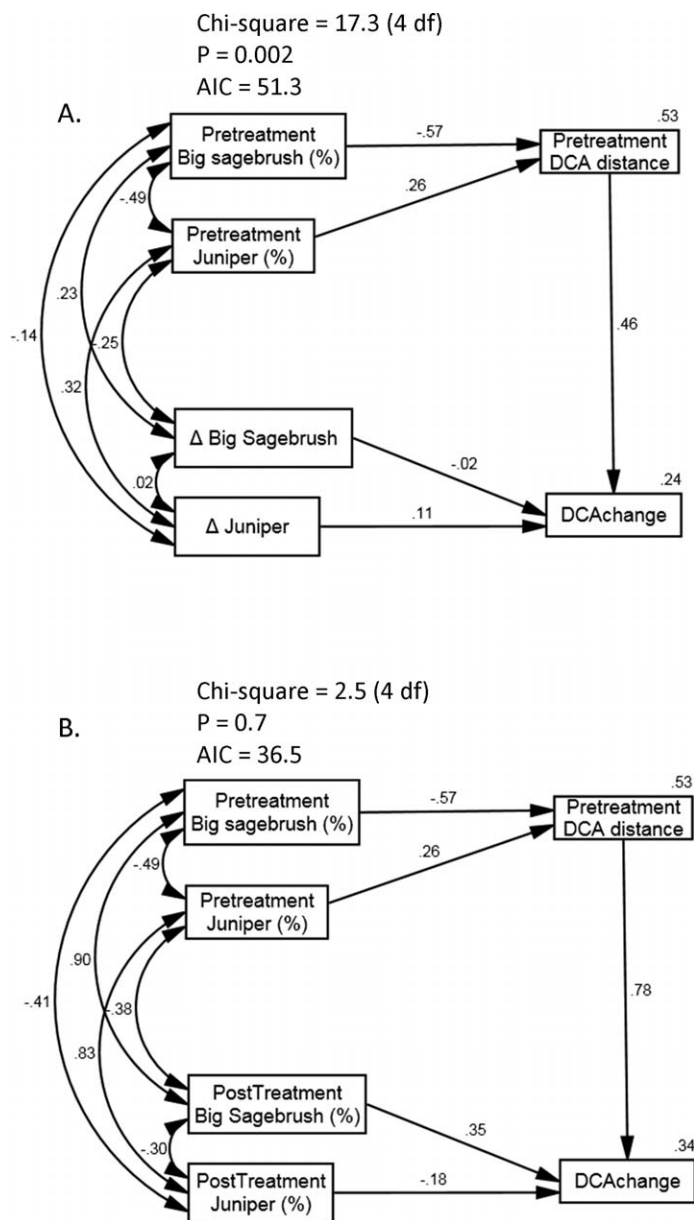 Chi-square = 17.3 (4 df)
P = 0.002
AIC = 51.3
A.
Pretreatment
Big sagebrush (%)
-.57
.53
Pretreatment
DCA distance
-.49
.26
Pretreatment
Juniper (%)
.23
-.14
-.25
.32
.46
Δ Big Sagebrush
-.02
.02
.24
Δ Juniper
.11
DCAchange
Chi-square = 2.5 (4 df)
P = 0.7
AIC = 36.5
B.
Pretreatment
Big sagebrush (%)
-.57
.53
Pretreatment
DCA distance
-.49
.26
Pretreatment
Juniper (%)
.90
-.41
-.38
.83
.78
PostTreatment
Big Sagebrush (%)
.35
-.30
.34
PostTreatment
Juniper (%)
-.18
DCAchange